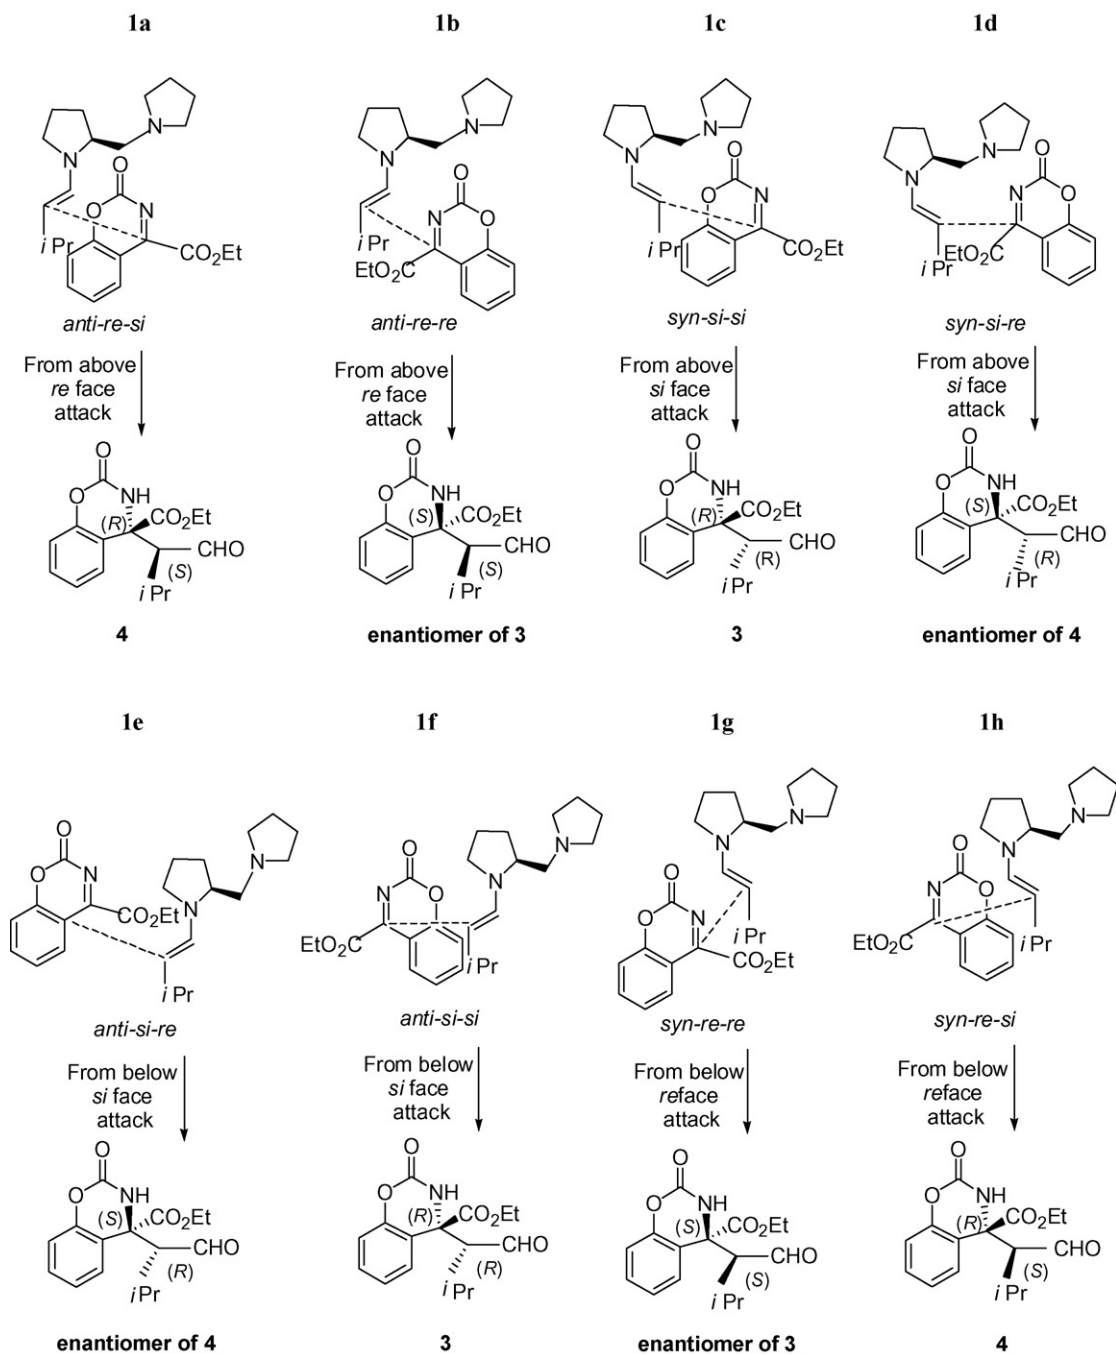 1a 1b 1c 1d
N N N N N N N N
O O O O
O N N O O N N O
i Pr i Pr i Pr i Pr
CO2Et EtO2C CO2Et EtO2C
anti-re-si anti-re-re syn-si-si syn-si-re
From above From above From above From above
re face re face si face si face
attack attack attack attack
O O O O
O NH O NH O NH O NH
(R) CO2Et (S) CO2Et (R) CO2Et (S) CO2Et
CHO CHO CHO CHO
(S) (S) (R) (R)
i Pr i Pr i Pr i Pr
4 enantiomer of 3 3 enantiomer of 4
1e 1f 1g 1h
N N N N N N N N
O O O O
O N N O O N N O
CO2Et EtO2C CO2Et EtO2C
i Pr i Pr i Pr i Pr
anti-si-re anti-si-si syn-re-re syn-re-si
From below From below From below From below
si face si face reface reface
attack attack attack attack
O O O O
O NH O NH O NH O NH
(S) CO2Et (R) CO2Et (S) CO2Et (R) CO2Et
CHO CHO CHO CHO
(R) (R) (S) (S)
i Pr i Pr i Pr i Pr
enantiomer of 4 3 enantiomer of 3 4